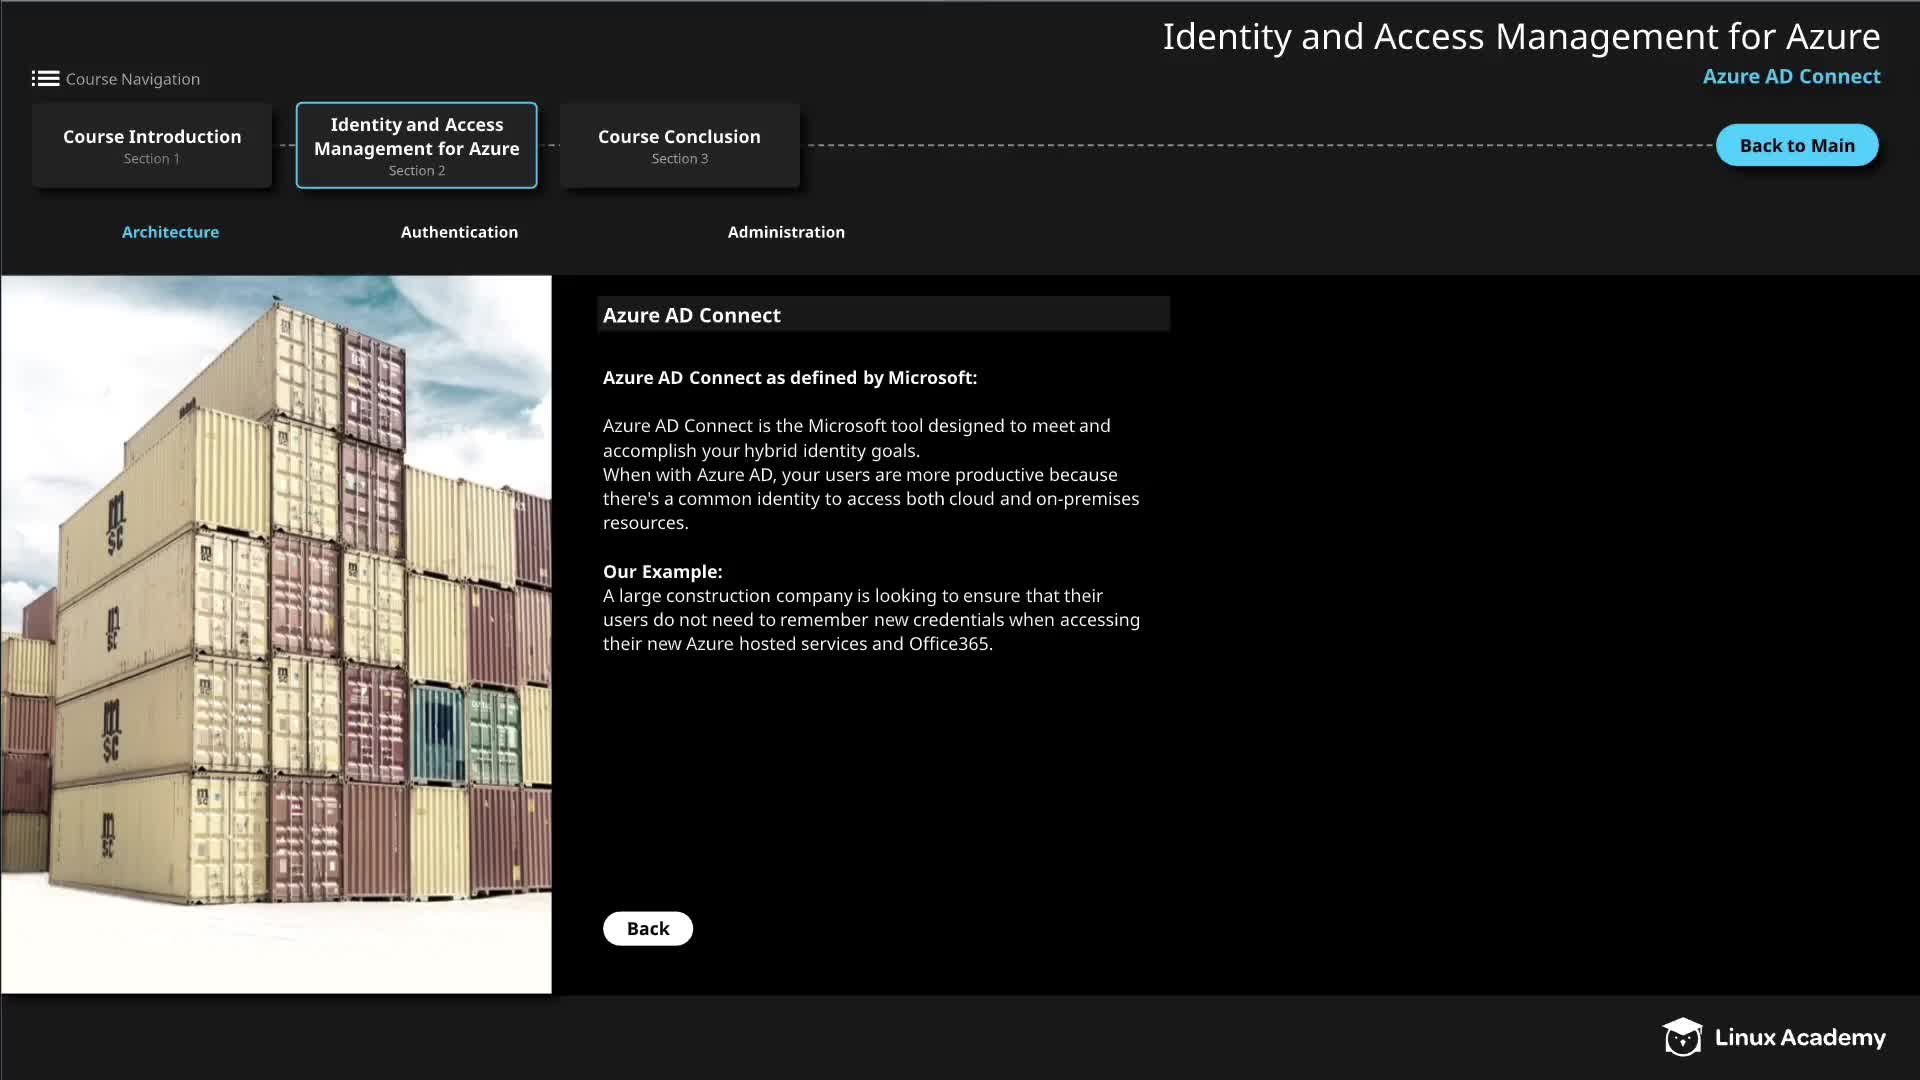 Identity and Access Management for Azure
Azure AD Connect
Course Navigation
Course Introduction
Section 1
Identity and Access
Management for Azure
Section 2
Course Conclusion
Section 3
Back to Main
Architecture
Authentication
Administration
Azure AD Connect
Azure AD Connect as defined by Microsoft:
Azure AD Connect is the Microsoft tool designed to meet and
accomplish your hybrid identity goals.
When with Azure AD, your users are more productive because
there's a common identity to access both cloud and on-premises
resources.
Our Example:
A large construction company is looking to ensure that their
users do not need to remember new credentials when accessing
their new Azure hosted services and Office365.
Back
m
sc
m
sc
m
sc
m
sc
Linux Academy